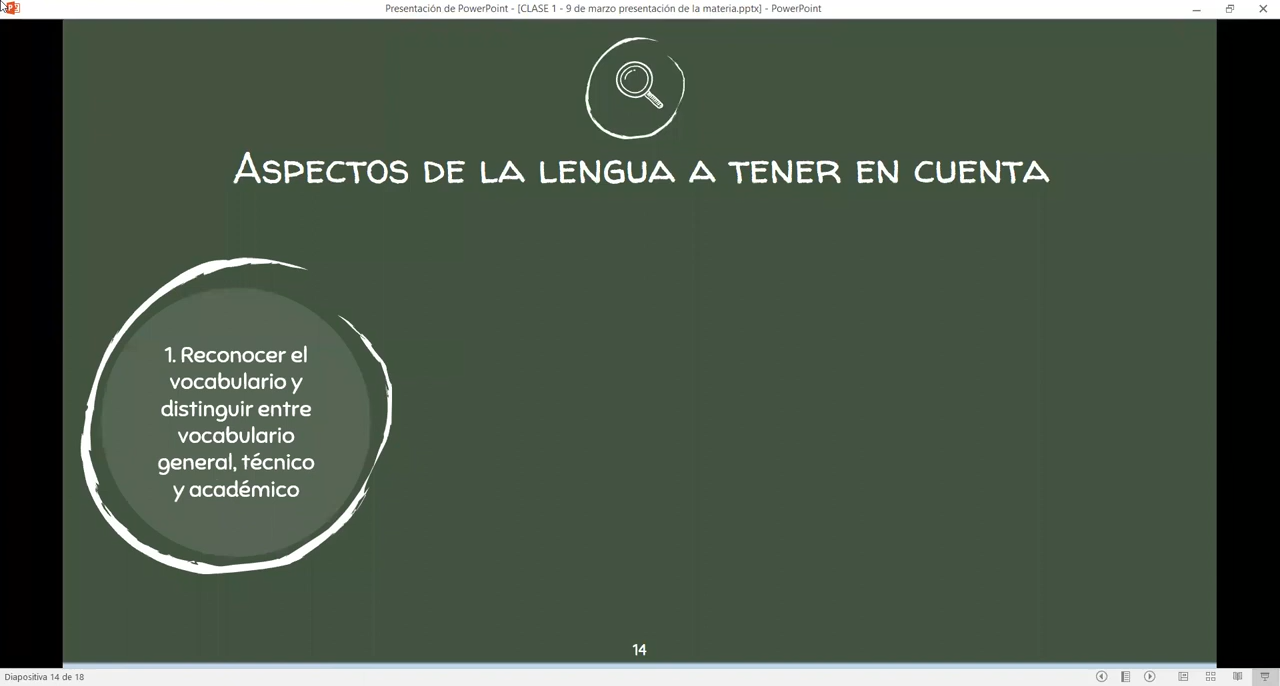 Presentación de PowerPoint - [CLASE 1 - 9 de marzo presentación de la materia.pptx] - PowerPoint
ASPECTOS DE LA LENGUA A TENER EN CUENTA
1. Reconocer el
vocabulario y
distinguir entre
vocabulario
general, técnico
y académico
14
Diapositiva 14 de 18